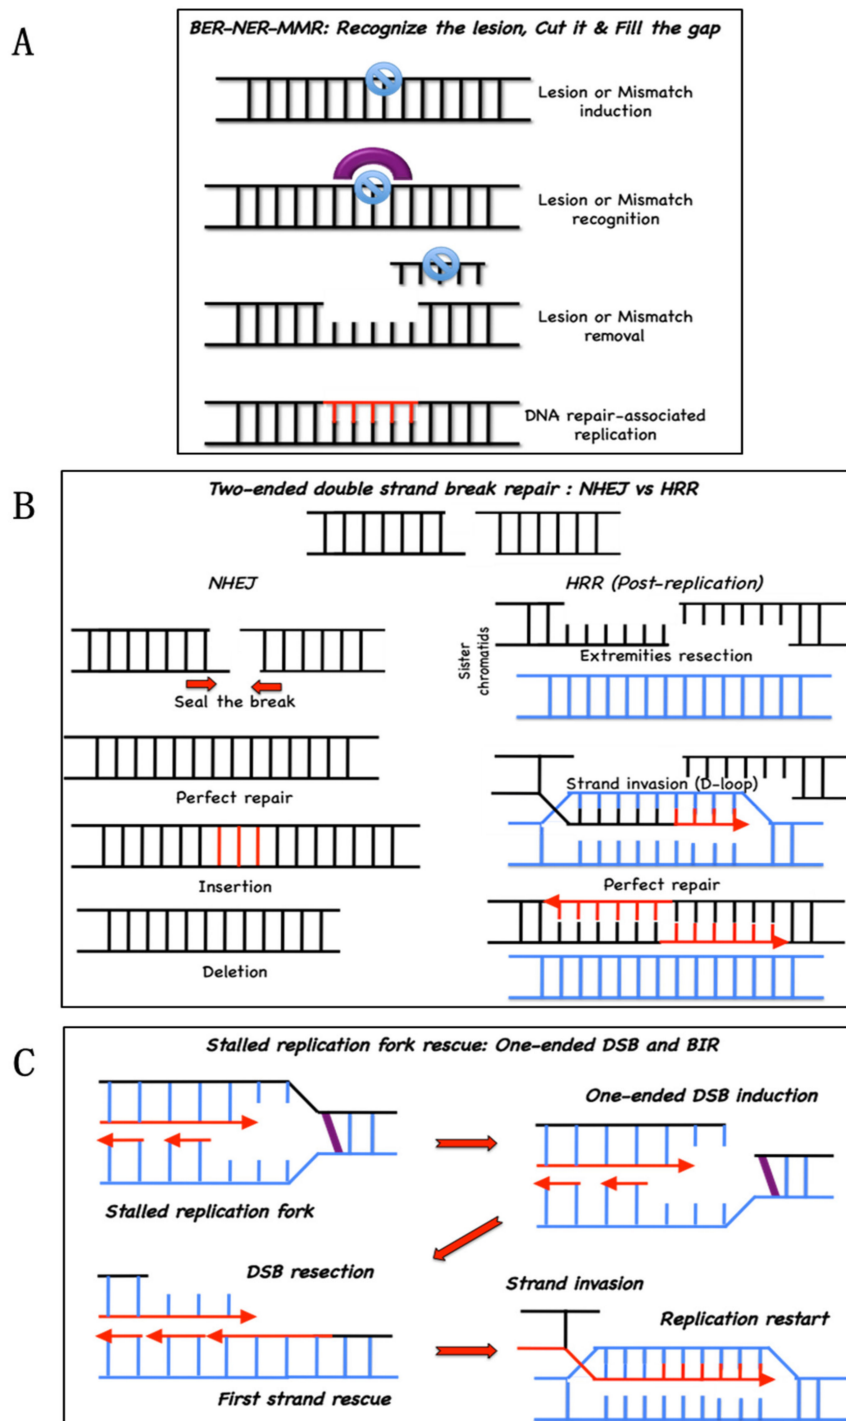 A
BER-NER-MMR: Recognize the lesion, Cut it & Fill the gap
Lesion or Mismatch
induction
Lesion or Mismatch
recognition
Lesion or Mismatch
removal
DNA repair-associated
replication
B
Two-ended double strand break repair : NHEJ vs HRR
NHEJ
HRR (Post-replication)
Sister
chromatids
Extremities resection
Seal the break
Perfect repair
Strand invasion (D-loop)
Insertion
Perfect repair
Deletion
C
Stalled replication fork rescue: One-ended DSB and BIR
One-ended DSB induction
Stalled replication fork
DSB resection
Strand invasion
Replication restart
First strand rescue